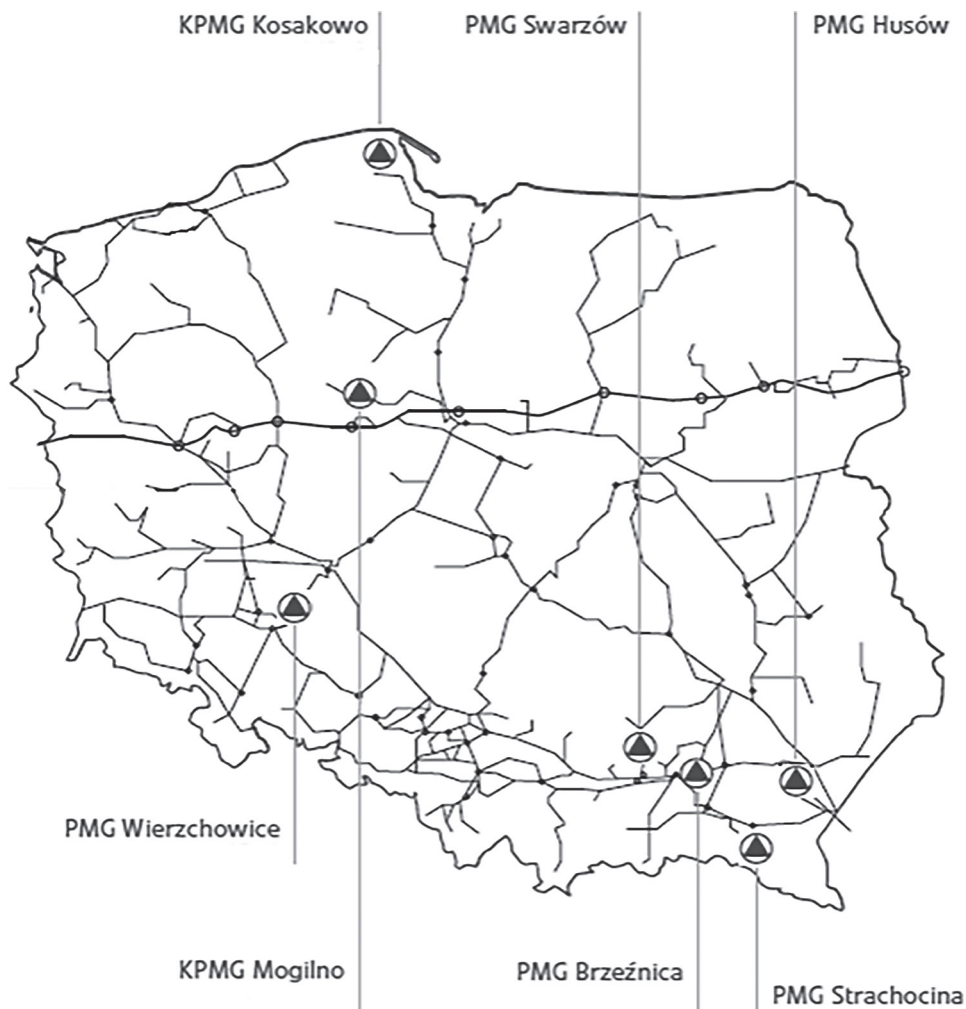 KPMG Kosakowo
PMG Swarzów
PMG Husów
PMG Wierzchowice
KPMG Mogilno
PMG Brzeźnica
PMG Strachocina